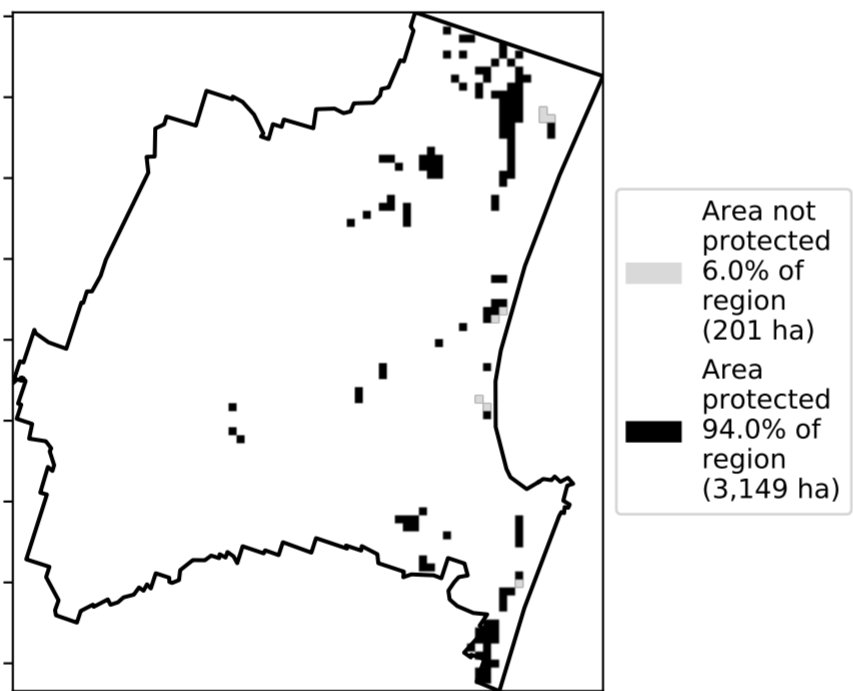 Area not
protected
6.0% of
region
(201 ha)
Area
protected
94.0% of
region
(3,149 ha)